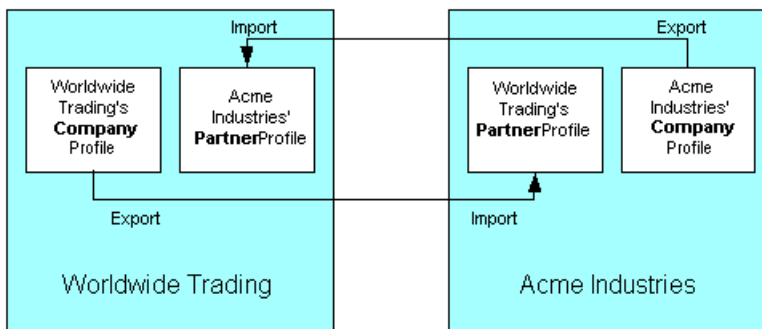 Import
Export
Worldwide
Trading's
Company
Profile
Acme
Industries'
PartnerProfile
Worldwide
Trading's
PartnerProfile
Acme
Industries'
Company
Profile
Export
Import
Worldwide Trading
Acme Industries